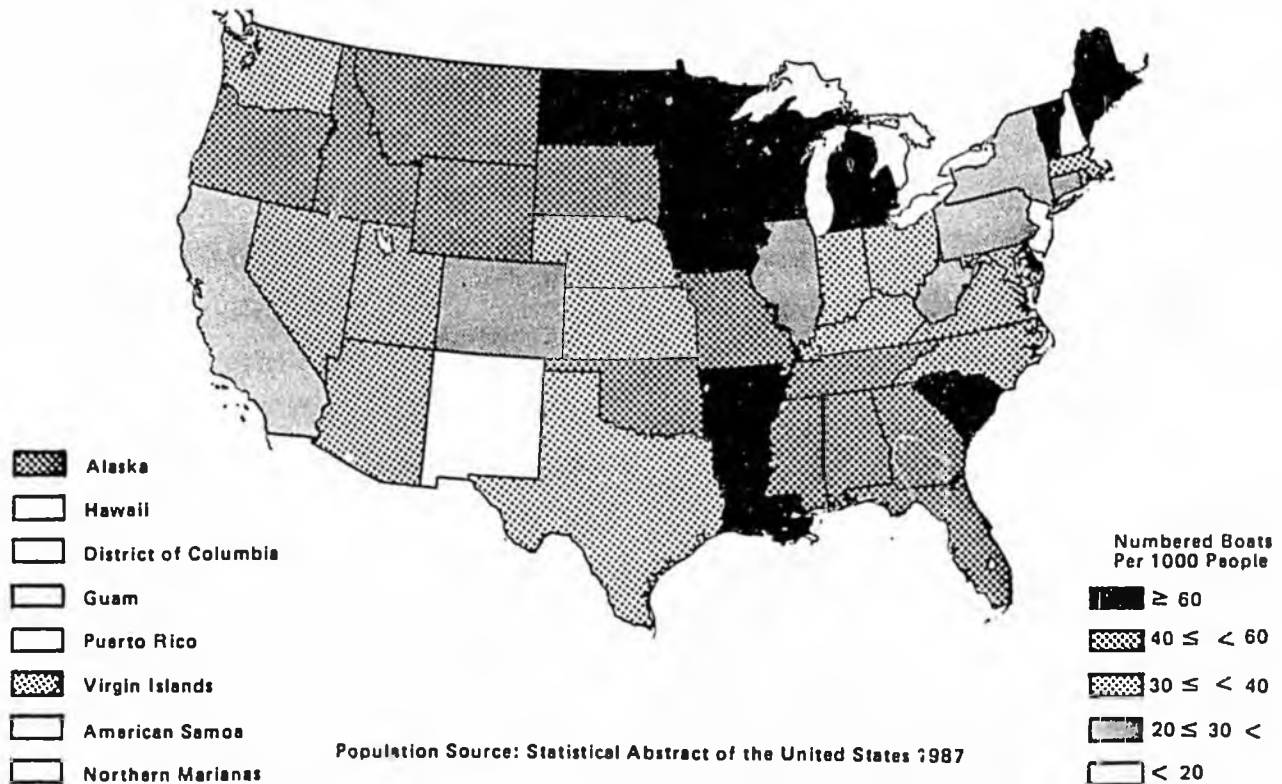 Alaska
Hawaii
District of Columbia
Guam
Puerto Rico
Virgin Islands
American Samoa
Northern Marianas
Population Source: Statistical Abstract of the United States 1987
Numbered Boats
Per 1000 People
≥ 60
40 ≤ < 60
30 ≤ < 40
20 ≤ 30 <
< 20